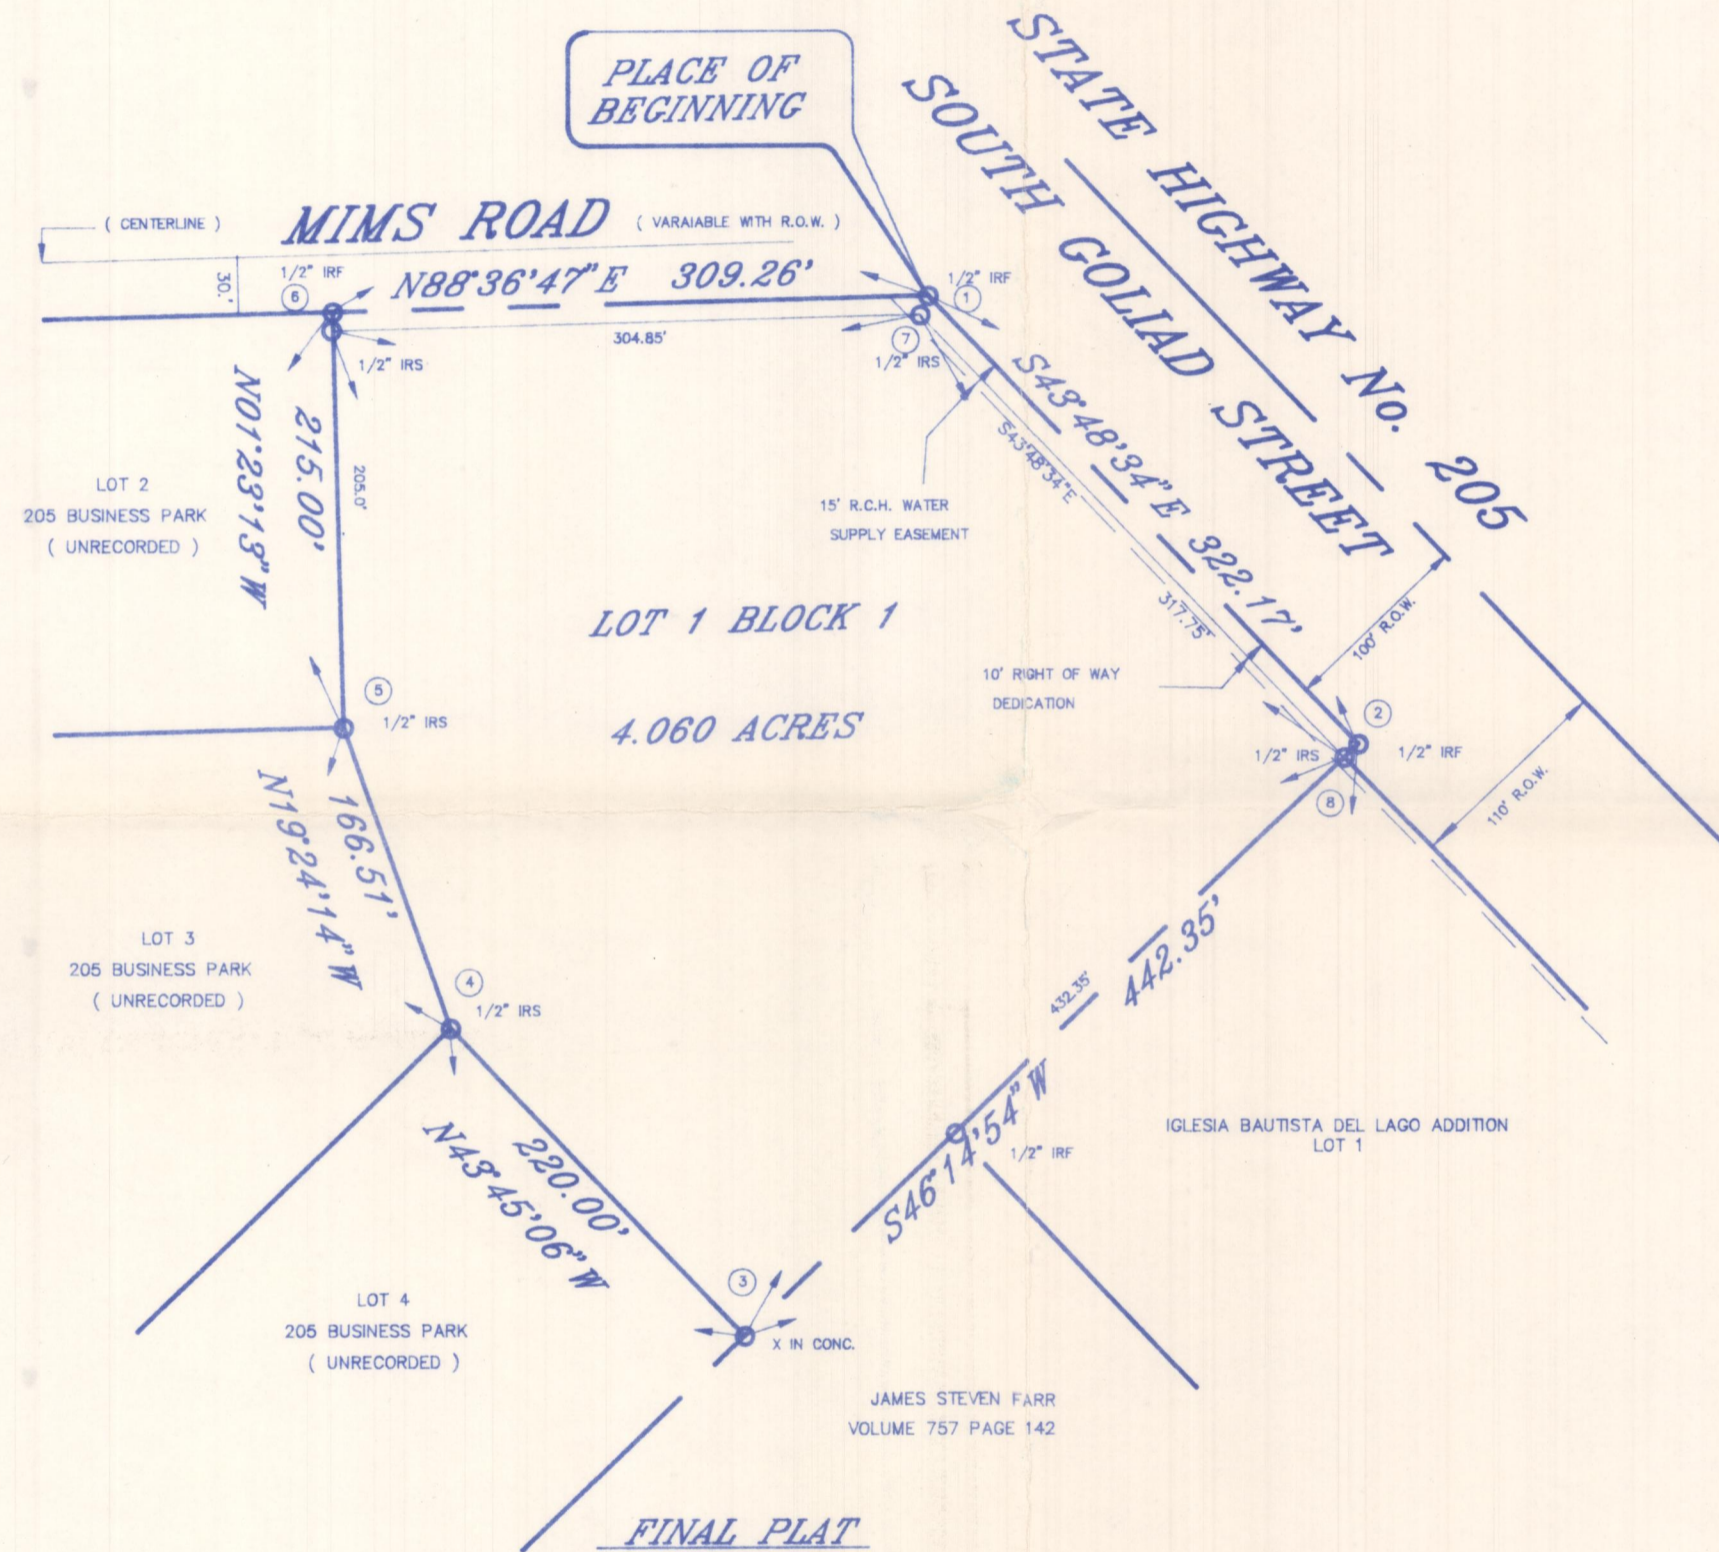 PLACE OF
BEGINNING
STATE HIGHWAY No. 205
SOUTH GOLIAD STREET
( CENTERLINE )
MIMS ROAD
( VARAIABLE WITH R.O.W. )
30.'
1/2" IRF
6
N88°36'47"E 309.26'
1/2" IRF
1
304.85'
7
1/2" IRS
1/2" IRS
N01°23'13"W
215.00'
205.0'
S43°48'34"E 322.17'
S43°48'34"E
317.75'
LOT 2
205 BUSINESS PARK
( UNRECORDED )
15' R.C.H. WATER
SUPPLY EASEMENT
LOT 1 BLOCK 1
4.060 ACRES
10' RIGHT OF WAY
DEDICATION
100' R.O.W.
110' R.O.W.
5
1/2" IRS
2
1/2" IRS
1/2" IRF
8
N19°24'14"W
166.51'
LOT 3
205 BUSINESS PARK
( UNRECORDED )
4
1/2" IRS
442.35'
432.35'
S46°14'54"W
1/2" IRF
IGLESIA BAUTISTA DEL LAGO ADDITION
LOT 1
N43°45'06"W
220.00'
3
X IN CONC.
LOT 4
205 BUSINESS PARK
( UNRECORDED )
JAMES STEVEN FARR
VOLUME 757 PAGE 142
FINAL PLAT